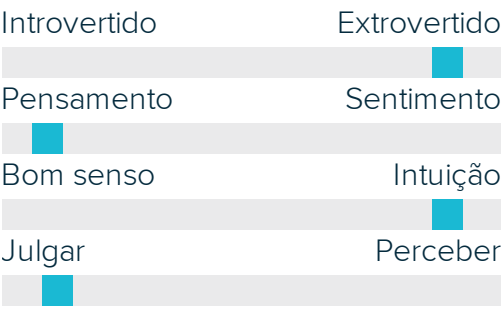 Introvertido Extrovertido
Pensamento Sentimento
Bom senso Intuição
Julgar Perceber